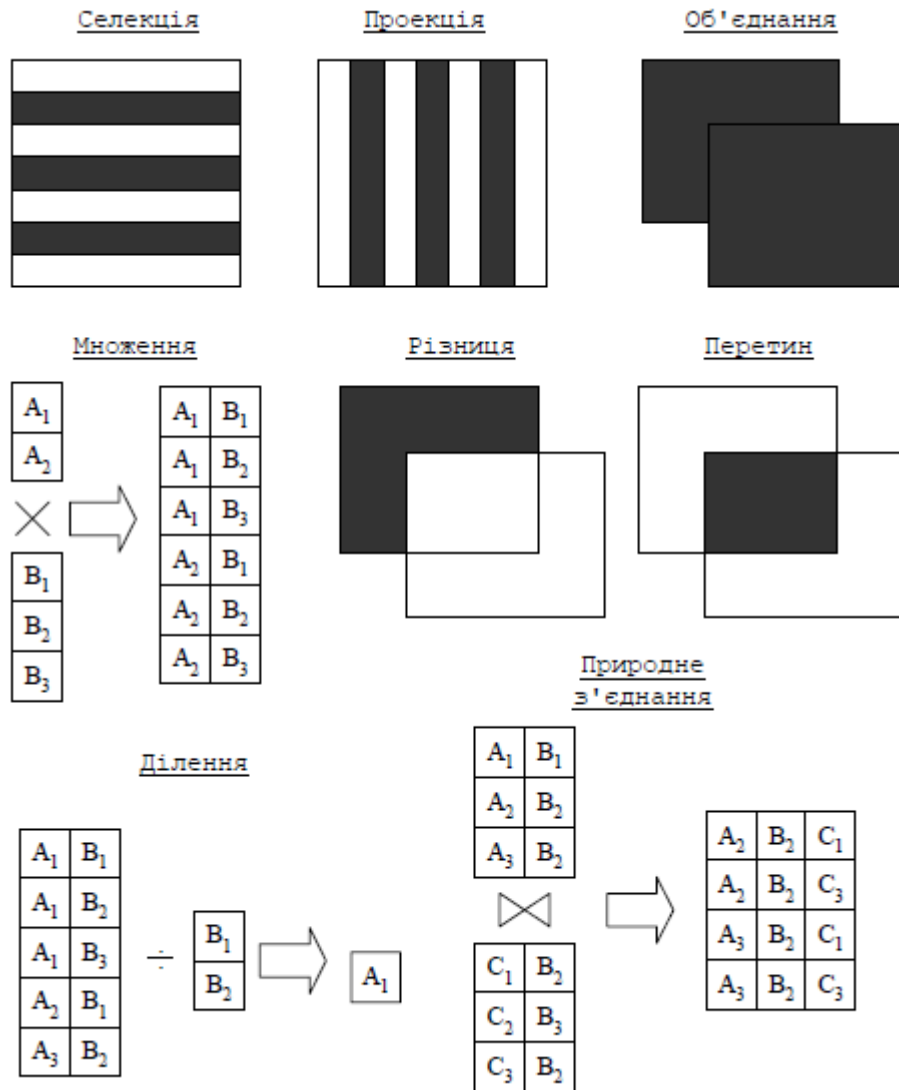 Селекція
Проекція
Об'єднання
Множення
Різниця
Перетин
A₁
A₂
×
B₁
B₂
B₃
A₁ B₁
A₁ B₂
A₁ B₃
A₂ B₁
A₂ B₂
A₂ B₃
Ділення
A₁ B₁
A₁ B₂
A₁ B₃
A₂ B₁
A₃ B₂
÷
B₁
B₂
A₁
Природне
з'єднання
A₁ B₁
A₂ B₂
A₃ B₂
⋈
C₁ B₂
C₂ B₃
C₃ B₂
A₂ B₂ C₁
A₂ B₂ C₃
A₃ B₂ C₁
A₃ B₂ C₃